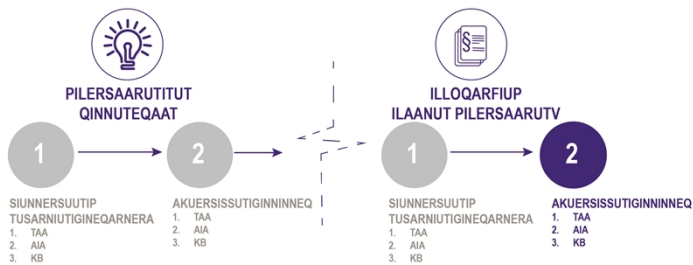 PILERSAARUTITUT
QINNUTEQAAT
1
2
SIUNNERSUUTIP
TUSARNIUTIGINEQARNERA
1. TAA
2. AIA
3. KB
AKUERSISSUTIGINNINNEQ
1. TAA
2. AIA
3. KB
§
ILLOQARFIUP
ILAANUT PILERSAARUTV
1
2
SIUNNERSUUTIP
TUSARNIUTIGINEQARNERA
1. TAA
2. AIA
3. KB
AKUERSISSUTIGINNINNEQ
1. TAA
2. AIA
3. KB